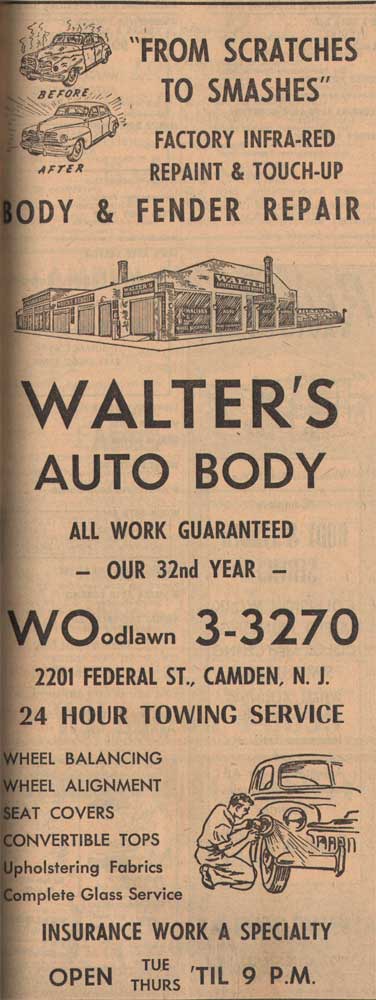 "FROM SCRATCHES
TO SMASHES"
BEFORE
AFTER
FACTORY INFRA-RED
REPAINT & TOUCH-UP
BODY & FENDER REPAIR
WALTER'S
WALTER'S
WALTER'S
AUTO BODY
ALL WORK GUARANTEED
– OUR 32nd YEAR –
WOodlawn 3-3270
2201 FEDERAL ST., CAMDEN, N. J.
24 HOUR TOWING SERVICE
WHEEL BALANCING
WHEEL ALIGNMENT
SEAT COVERS
CONVERTIBLE TOPS
Upholstering Fabrics
Complete Glass Service
INSURANCE WORK A SPECIALTY
OPEN TUE THURS 'TIL 9 P.M.